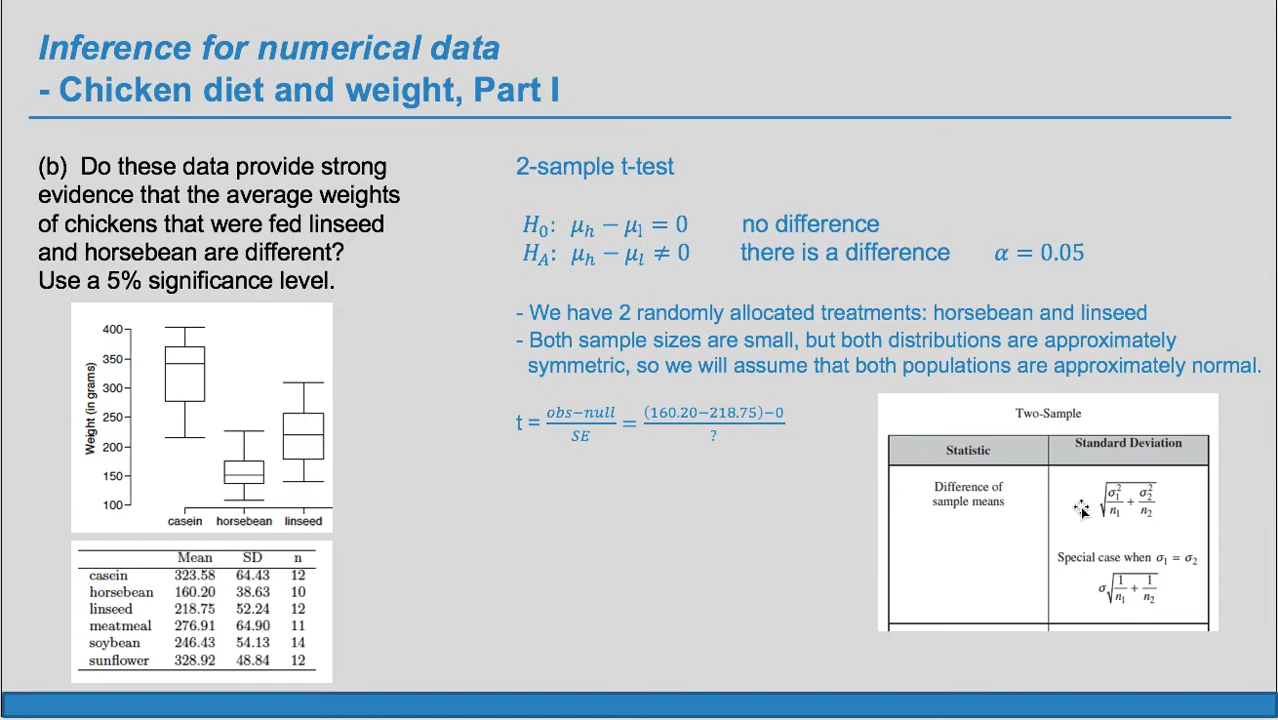 Inference for numerical data
- Chicken diet and weight, Part I
(b) Do these data provide strong
evidence that the average weights
of chickens that were fed linseed
and horsebean are different?
Use a 5% significance level.
Weight (in grams)
400
350
300
250
200
150
100
casein horsebean linseed
Mean SD n
casein 323.58 64.43 12
horsebean 160.20 38.63 10
linseed 218.75 52.24 12
meatmeal 276.91 64.90 11
soybean 246.43 54.13 14
sunflower 328.92 48.84 12
2-sample t-test
H₀: μₕ − μₗ = 0 no difference
H_A: μₕ − μₗ ≠ 0 there is a difference α = 0.05
- We have 2 randomly allocated treatments: horsebean and linseed
- Both sample sizes are small, but both distributions are approximately
symmetric, so we will assume that both populations are approximately normal.
t = (obs−null)/SE = ((160.20−218.75)−0)/?
Two-Sample
Statistic Standard Deviation
Difference of
sample means
√(σ₁²/n₁ + σ₂²/n₂)
Special case when σ₁ = σ₂
σ√(1/n₁ + 1/n₂)